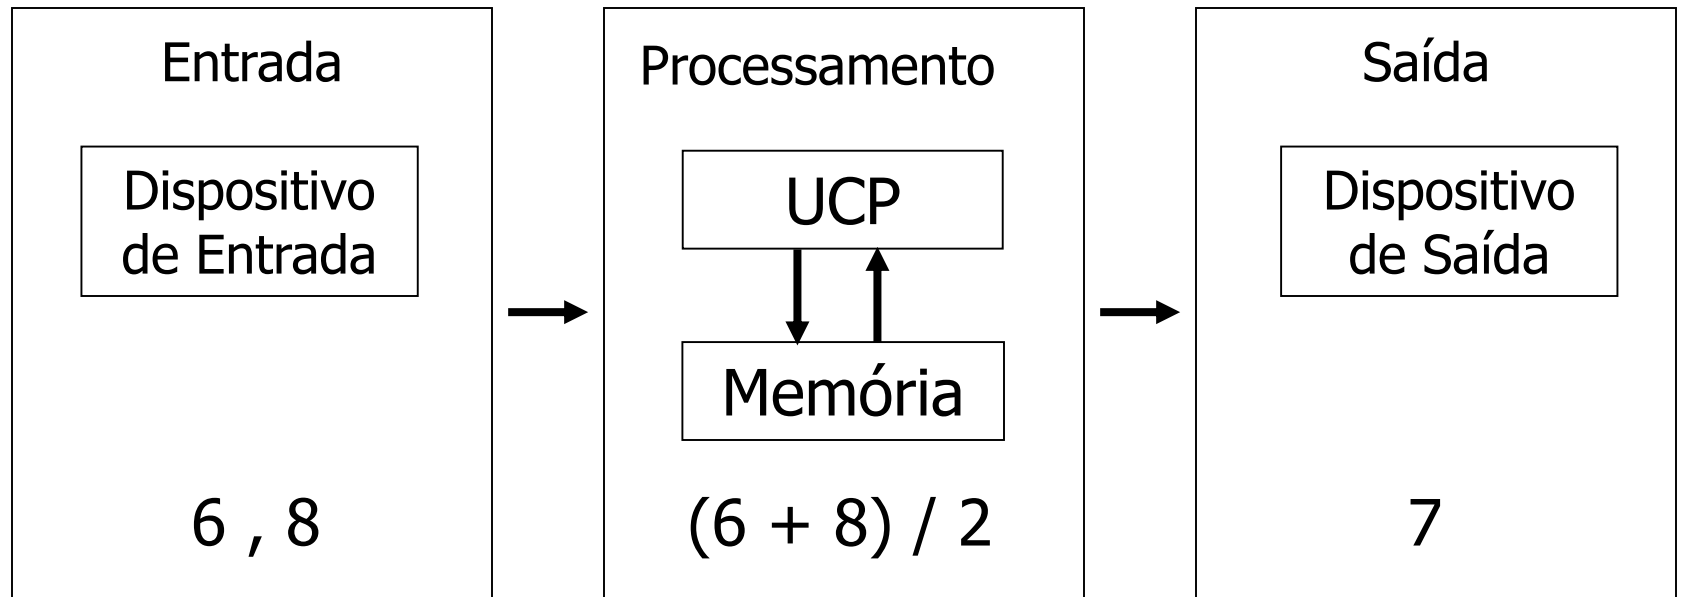 Entrada
Dispositivo
de Entrada
6 , 8
Processamento
UCP
Memória
(6 + 8) / 2
Saída
Dispositivo
de Saída
7